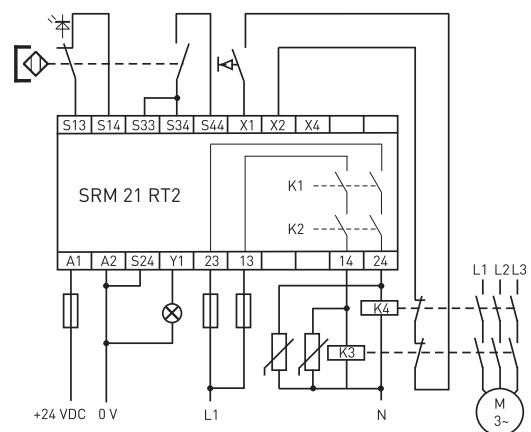 S13 S14 S33 S34 S44 X1 X2 X4
K1
SRM 21 RT2
K2
A1 A2 S24 Y1 23 13 14 24
L1 L2 L3
K4
K3
+24 VDC 0 V L1 N
M
3~